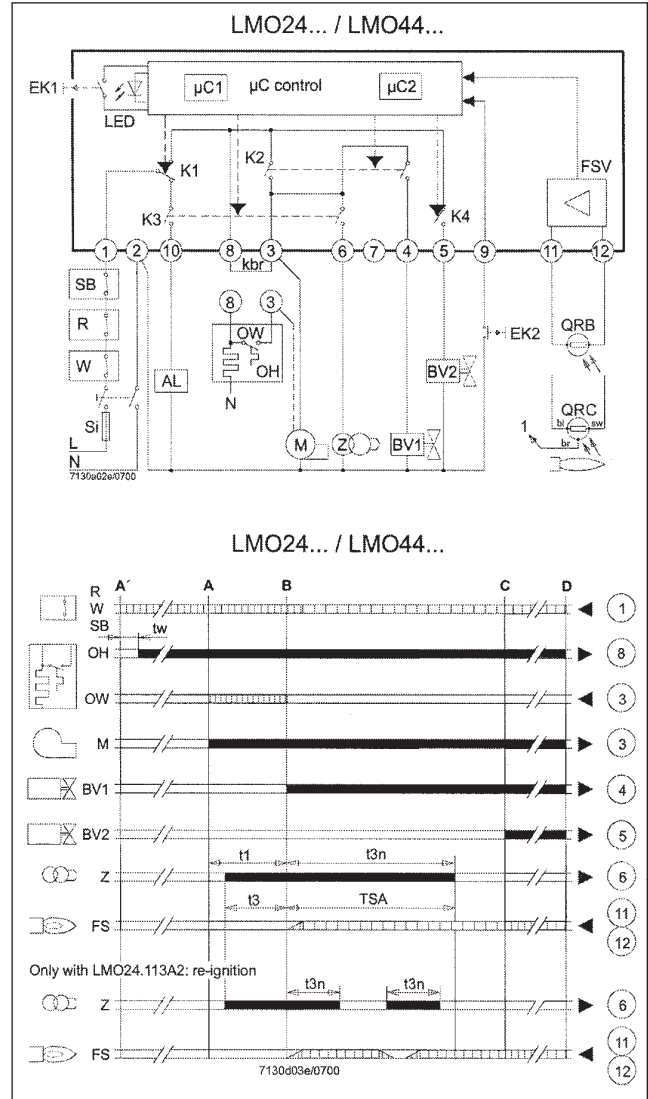 LMO24... / LMO44...
EK1
LED
µC1
µC control
µC2
K1
K2
K3
K4
FSV
1 2 10 8 3 6 7 4 5 9 11 12
kbr
SB
R
W
Si
L
N
7130a02e/0700
AL
8 3
OW
OH
N
M
Z
BV1
BV2
EK2
QRB
QRC
bl sw
br
1
LMO24... / LMO44...
A´ A B C D
R
W 1
SB tw
OH 8
OW 3
M 3
BV1 4
BV2 5
t1 t3n
Z 6
t3 TSA
FS 11
12
Only with LMO24.113A2: re-ignition
t3n t3n
Z 6
FS 11
12
7130d03e/0700